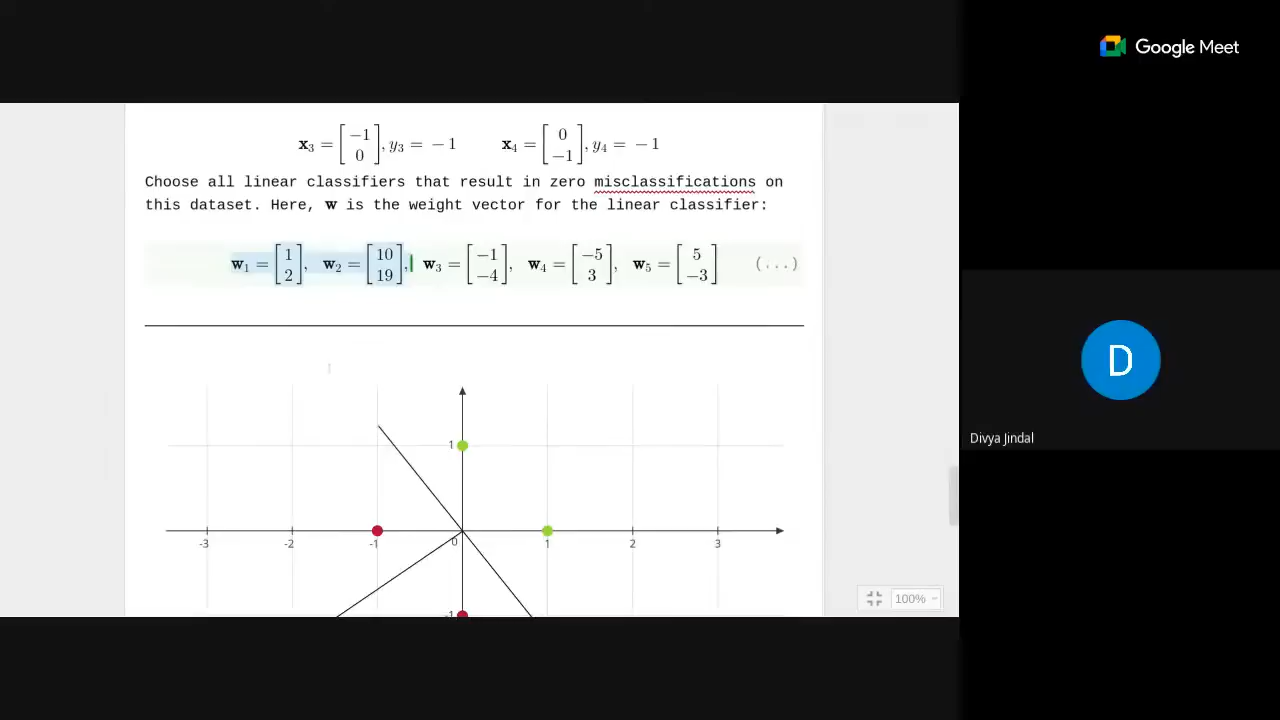 Google Meet
x₃ = [−1 0], y₃ = −1 x₄ = [0 −1], y₄ = −1
Choose all linear classifiers that result in zero misclassifications on
this dataset. Here, w is the weight vector for the linear classifier:
w₁ = [1 2], w₂ = [10 19], w₃ = [−1 −4], w₄ = [−5 3], w₅ = [5 −3] (...)
1
-3 -2 -1 0 1 2 3
-1
100%
D
Divya Jindal